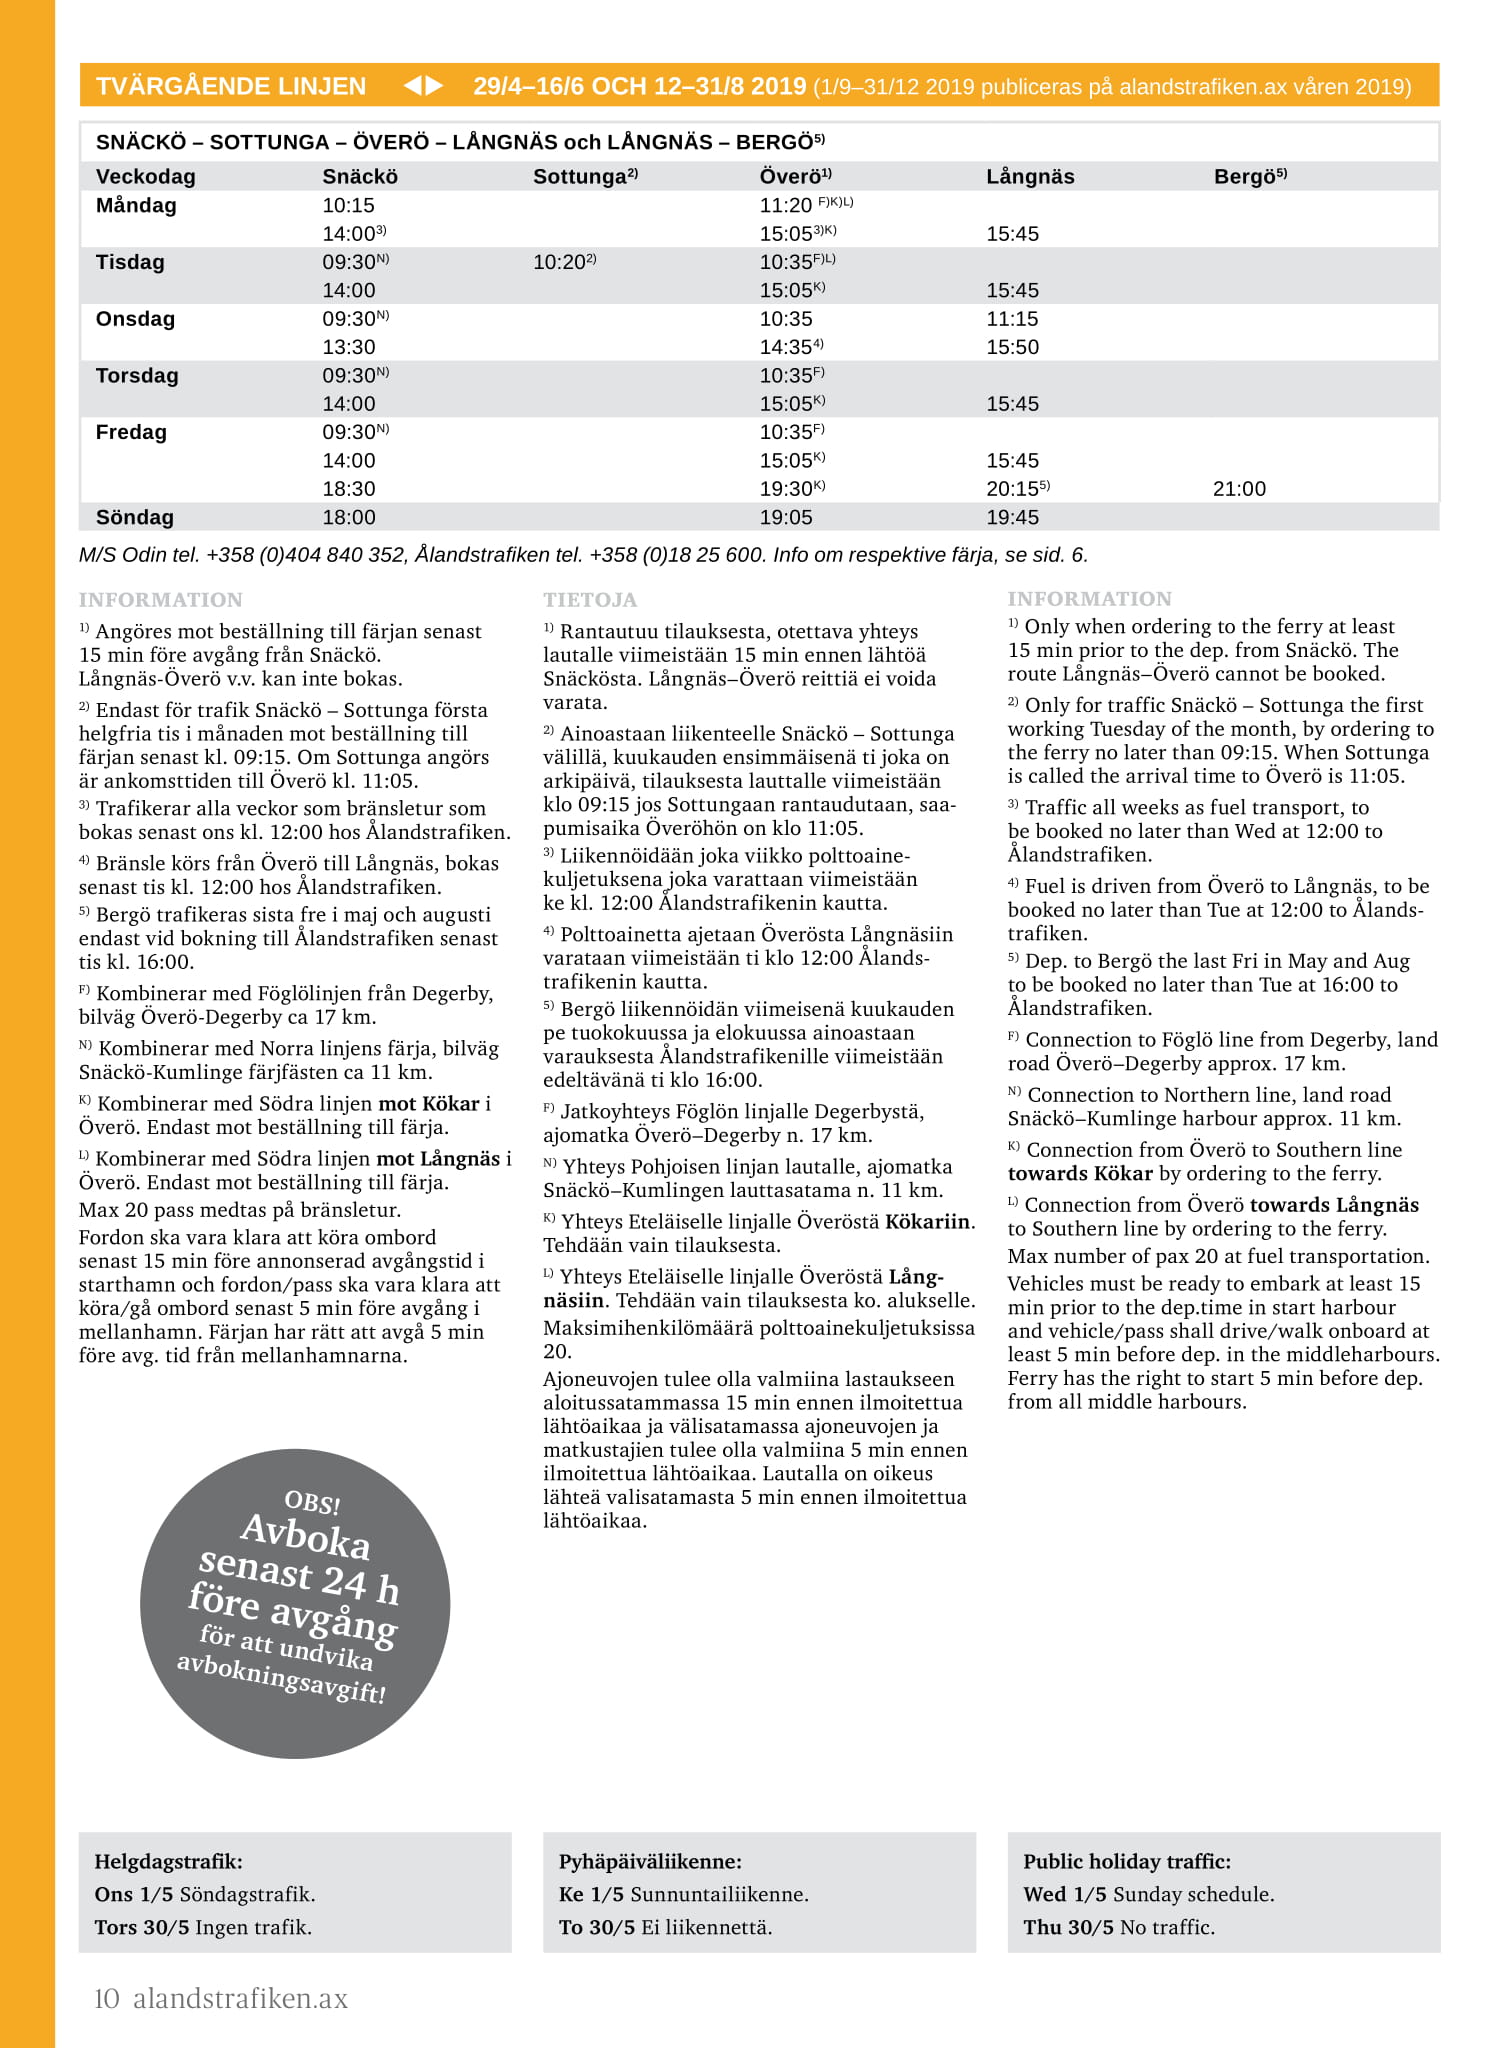 TVÄRGÅENDE LINJEN ◀▶ 29/4–16/6 OCH 12–31/8 2019 (1/9–31/12 2019 publiceras på alandstrafiken.ax våren 2019)
SNÄCKÖ – SOTTUNGA – ÖVERÖ – LÅNGNÄS och LÅNGNÄS – BERGÖ5)
Veckodag Snäckö Sottunga2) Överö1) Långnäs Bergö5)
Måndag 10:15 11:20 F)K)L)
14:003) 15:053)K) 15:45
Tisdag 09:30N) 10:202) 10:35F)L)
14:00 15:05K) 15:45
Onsdag 09:30N) 10:35 11:15
13:30 14:354) 15:50
Torsdag 09:30N) 10:35F)
14:00 15:05K) 15:45
Fredag 09:30N) 10:35F)
14:00 15:05K) 15:45
18:30 19:30K) 20:155) 21:00
Söndag 18:00 19:05 19:45
M/S Odin tel. +358 (0)404 840 352, Ålandstrafiken tel. +358 (0)18 25 600. Info om respektive färja, se sid. 6.
INFORMATION
1) Angöres mot beställning till färjan senast
15 min före avgång från Snäckö.
Långnäs-Överö v.v. kan inte bokas.
2) Endast för trafik Snäckö – Sottunga första
helgfria tis i månaden mot beställning till
färjan senast kl. 09:15. Om Sottunga angörs
är ankomsttiden till Överö kl. 11:05.
3) Trafikerar alla veckor som bränsletur som
bokas senast ons kl. 12:00 hos Ålandstrafiken.
4) Bränsle körs från Överö till Långnäs, bokas
senast tis kl. 12:00 hos Ålandstrafiken.
5) Bergö trafikeras sista fre i maj och augusti
endast vid bokning till Ålandstrafiken senast
tis kl. 16:00.
F) Kombinerar med Föglölinjen från Degerby,
bilväg Överö-Degerby ca 17 km.
N) Kombinerar med Norra linjens färja, bilväg
Snäckö-Kumlinge färjfästen ca 11 km.
K) Kombinerar med Södra linjen mot Kökar i
Överö. Endast mot beställning till färja.
L) Kombinerar med Södra linjen mot Långnäs i
Överö. Endast mot beställning till färja.
Max 20 pass medtas på bränsletur.
Fordon ska vara klara att köra ombord
senast 15 min före annonserad avgångstid i
starthamn och fordon/pass ska vara klara att
köra/gå ombord senast 5 min före avgång i
mellanhamn. Färjan har rätt att avgå 5 min
före avg. tid från mellanhamnarna.
OBS!
Avboka
senast 24 h
före avgång
för att undvika
avbokningsavgift!
TIETOJA
1) Rantautuu tilauksesta, otettava yhteys
lautalle viimeistään 15 min ennen lähtöä
Snäckösta. Långnäs–Överö reittiä ei voida
varata.
2) Ainoastaan liikenteelle Snäckö – Sottunga
välillä, kuukauden ensimmäisenä ti joka on
arkipäivä, tilauksesta lauttalle viimeistään
klo 09:15 jos Sottungaan rantaudutaan, saa-
pumisaika Överöhön on klo 11:05.
3) Liikennöidään joka viikko polttoaine-
kuljetuksena joka varattaan viimeistään
ke kl. 12:00 Ålandstrafikenin kautta.
4) Polttoainetta ajetaan Överösta Långnäsiin
varataan viimeistään ti klo 12:00 Ålands-
trafikenin kautta.
5) Bergö liikennöidän viimeisenä kuukauden
pe tuokokuussa ja elokuussa ainoastaan
varauksesta Ålandstrafikenille viimeistään
edeltävänä ti klo 16:00.
F) Jatkoyhteys Föglön linjalle Degerbystä,
ajomatka Överö–Degerby n. 17 km.
N) Yhteys Pohjoisen linjan lautalle, ajomatka
Snäckö–Kumlingen lauttasatama n. 11 km.
K) Yhteys Eteläiselle linjalle Överöstä Kökariin.
Tehdään vain tilauksesta.
L) Yhteys Eteläiselle linjalle Överöstä Lång-
näsiin. Tehdään vain tilauksesta ko. alukselle.
Maksimihenkilömäärä polttoainekuljetuksissa
20.
Ajoneuvojen tulee olla valmiina lastaukseen
aloitussatammassa 15 min ennen ilmoitettua
lähtöaikaa ja välisatamassa ajoneuvojen ja
matkustajien tulee olla valmiina 5 min ennen
ilmoitettua lähtöaikaa. Lautalla on oikeus
lähteä valisatamasta 5 min ennen ilmoitettua
lähtöaikaa.
INFORMATION
1) Only when ordering to the ferry at least
15 min prior to the dep. from Snäckö. The
route Långnäs–Överö cannot be booked.
2) Only for traffic Snäckö – Sottunga the first
working Tuesday of the month, by ordering to
the ferry no later than 09:15. When Sottunga
is called the arrival time to Överö is 11:05.
3) Traffic all weeks as fuel transport, to
be booked no later than Wed at 12:00 to
Ålandstrafiken.
4) Fuel is driven from Överö to Långnäs, to be
booked no later than Tue at 12:00 to Ålands-
trafiken.
5) Dep. to Bergö the last Fri in May and Aug
to be booked no later than Tue at 16:00 to
Ålandstrafiken.
F) Connection to Föglö line from Degerby, land
road Överö–Degerby approx. 17 km.
N) Connection to Northern line, land road
Snäckö–Kumlinge harbour approx. 11 km.
K) Connection from Överö to Southern line
towards Kökar by ordering to the ferry.
L) Connection from Överö towards Långnäs
to Southern line by ordering to the ferry.
Max number of pax 20 at fuel transportation.
Vehicles must be ready to embark at least 15
min prior to the dep.time in start harbour
and vehicle/pass shall drive/walk onboard at
least 5 min before dep. in the middleharbours.
Ferry has the right to start 5 min before dep.
from all middle harbours.
Helgdagstrafik:
Ons 1/5 Söndagstrafik.
Tors 30/5 Ingen trafik.
Pyhäpäiväliikenne:
Ke 1/5 Sunnuntailiikenne.
To 30/5 Ei liikennettä.
Public holiday traffic:
Wed 1/5 Sunday schedule.
Thu 30/5 No traffic.
10 alandstrafiken.ax